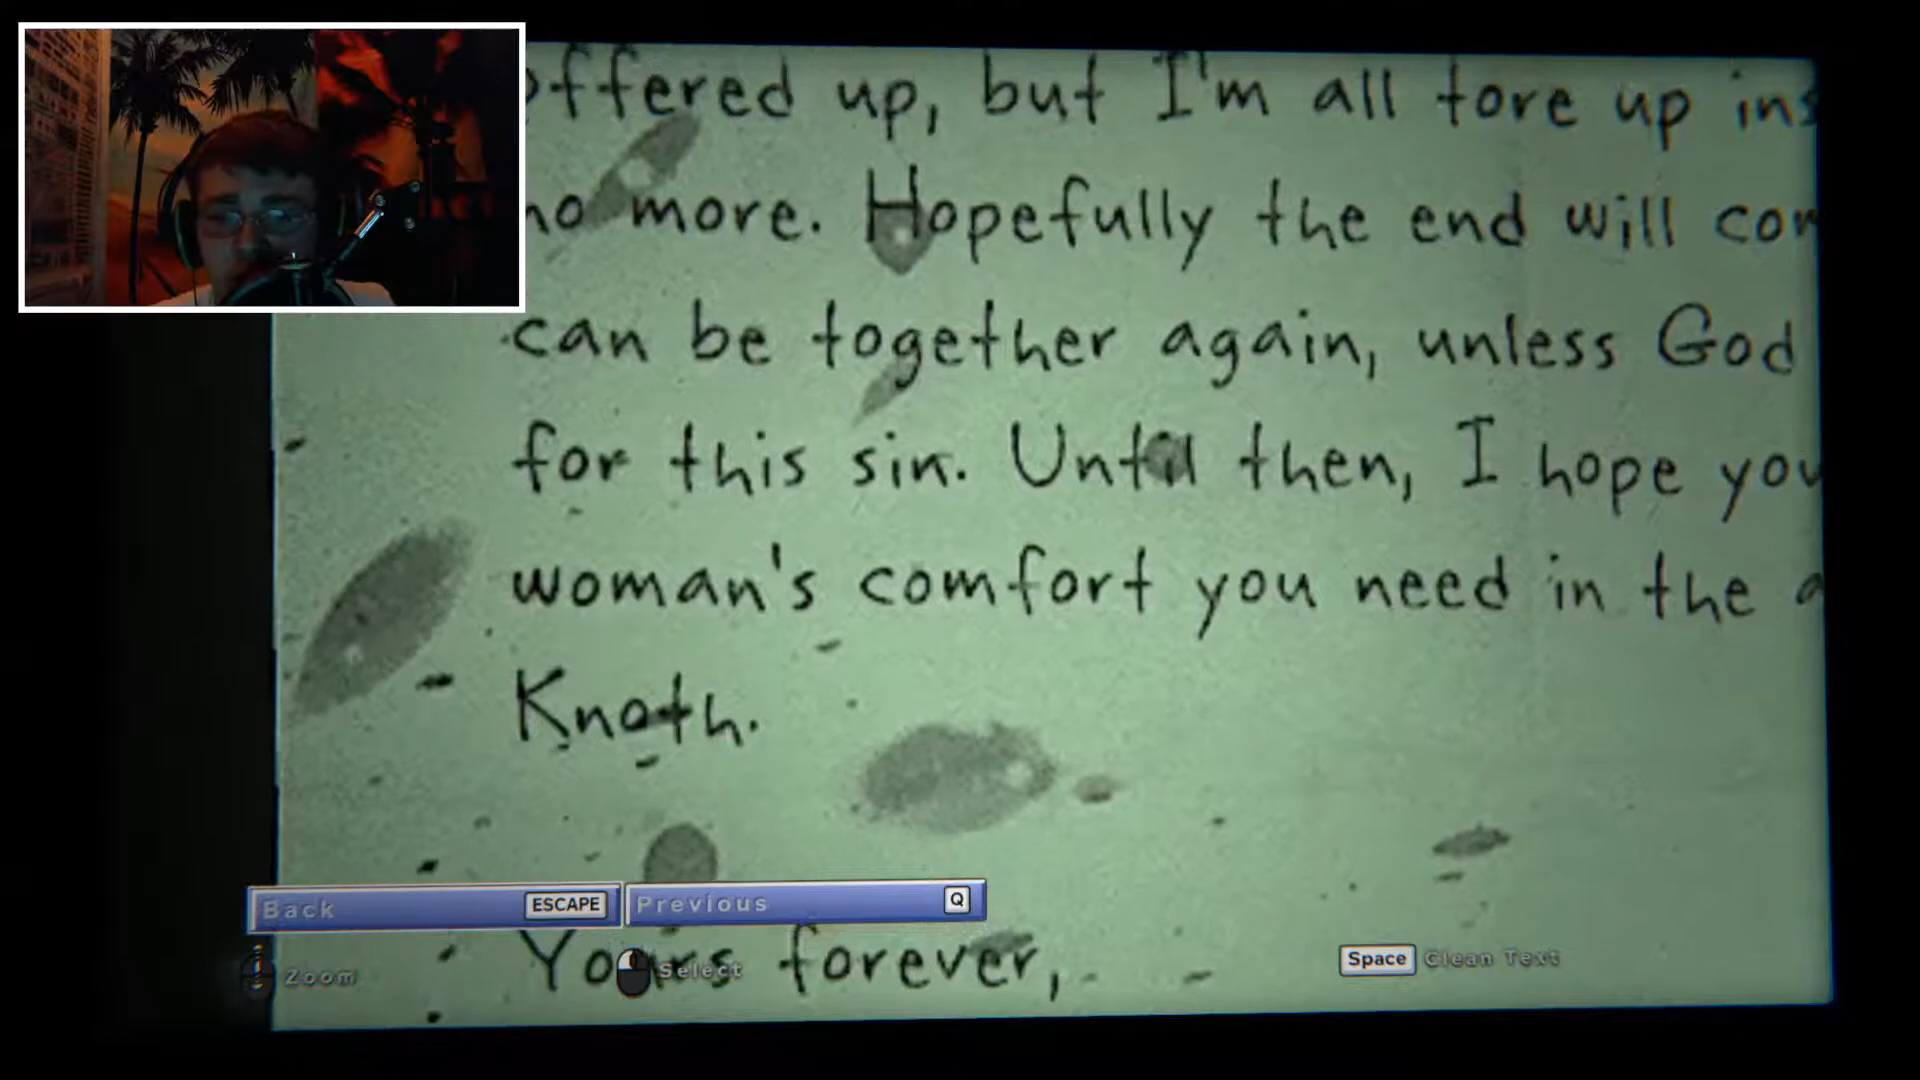 offered up, but I'm all tore up ins
no more. Hopefully the end will com
can be together again, unless God
for this sin. Until then, I hope you
woman's comfort you need in the a
Knoth.
Back ESCAPE Previous Q
Yours forever,
Zoom Select Space Clean Text